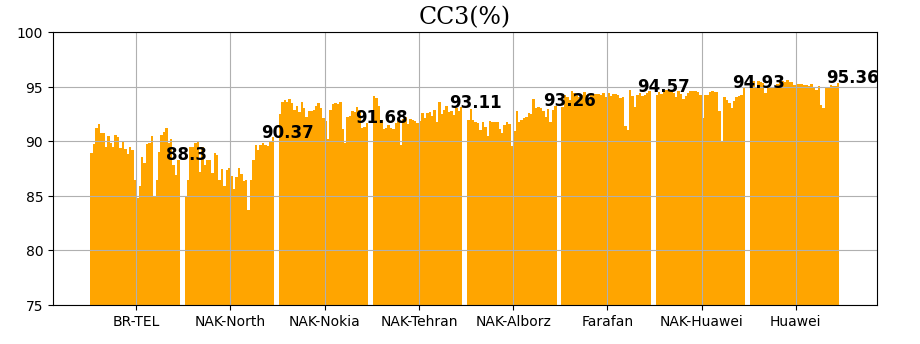 CC3(%)
100
95
90
85
80
75
88.3
90.37
91.68
93.11
93.26
94.57
94.93
95.36
BR-TEL
NAK-North
NAK-Nokia
NAK-Tehran
NAK-Alborz
Farafan
NAK-Huawei
Huawei